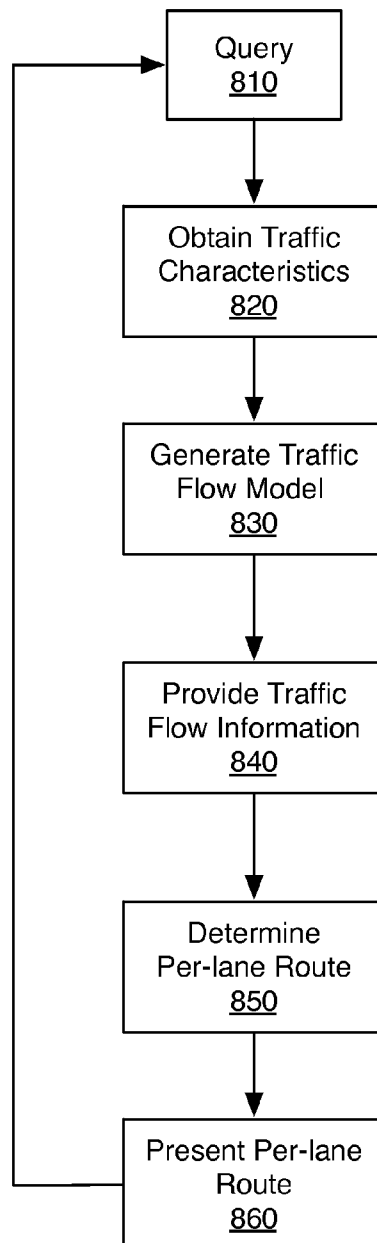 Query
810
Obtain Traffic
Characteristics
820
Generate Traffic
Flow Model
830
Provide Traffic
Flow Information
840
Determine
Per-lane Route
850
Present Per-lane
Route
860